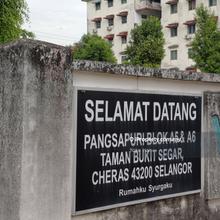 SELAMAT DATANG
PANGSAPURI BLOK A5 & A6
TAMAN BUKIT SEGAR,
CHERAS 43200 SELANGOR
Rumahku Syurgaku